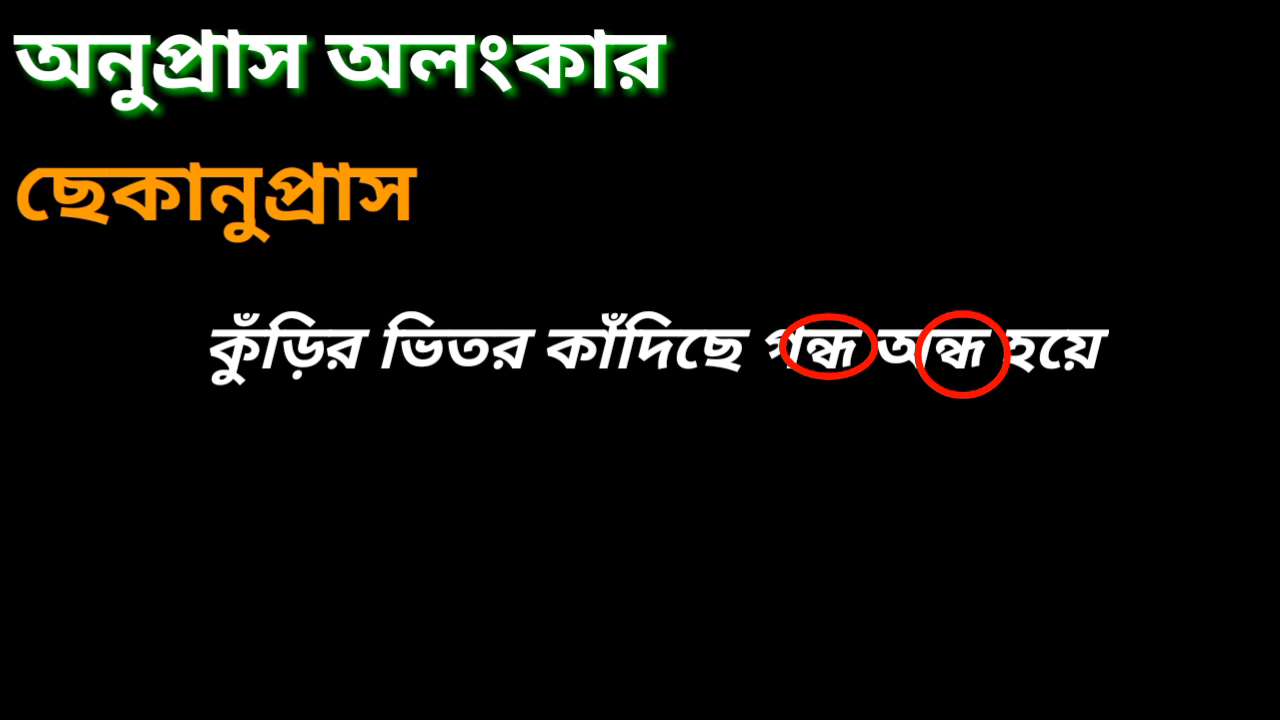 অনুপ্রাস অলংকার
ছেকানুপ্রাস
কুঁড়ির ভিতর কাঁদিছে গন্ধ অন্ধ হয়ে